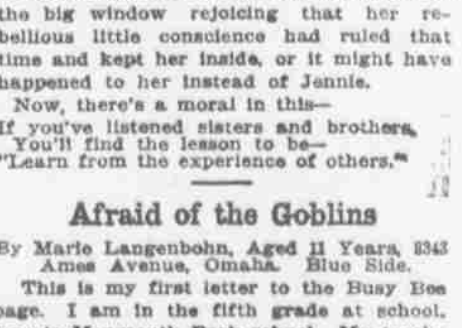 the big window rejoicing that her re-
bellious little conscience had ruled that
time and kept her inside, or it might have
happened to her instead of Jennie.
Now, there's a moral in this—
If you've listened sisters and brothers,
You'll find the lesson to be—
"Learn from the experience of others."
Afraid of the Goblins
By Marie Langenbohn, Aged 11 Years, 8343
Ames Avenue, Omaha. Blue Side.
This is my first letter to the Busy Bee
page. I am in the fifth grade at school.